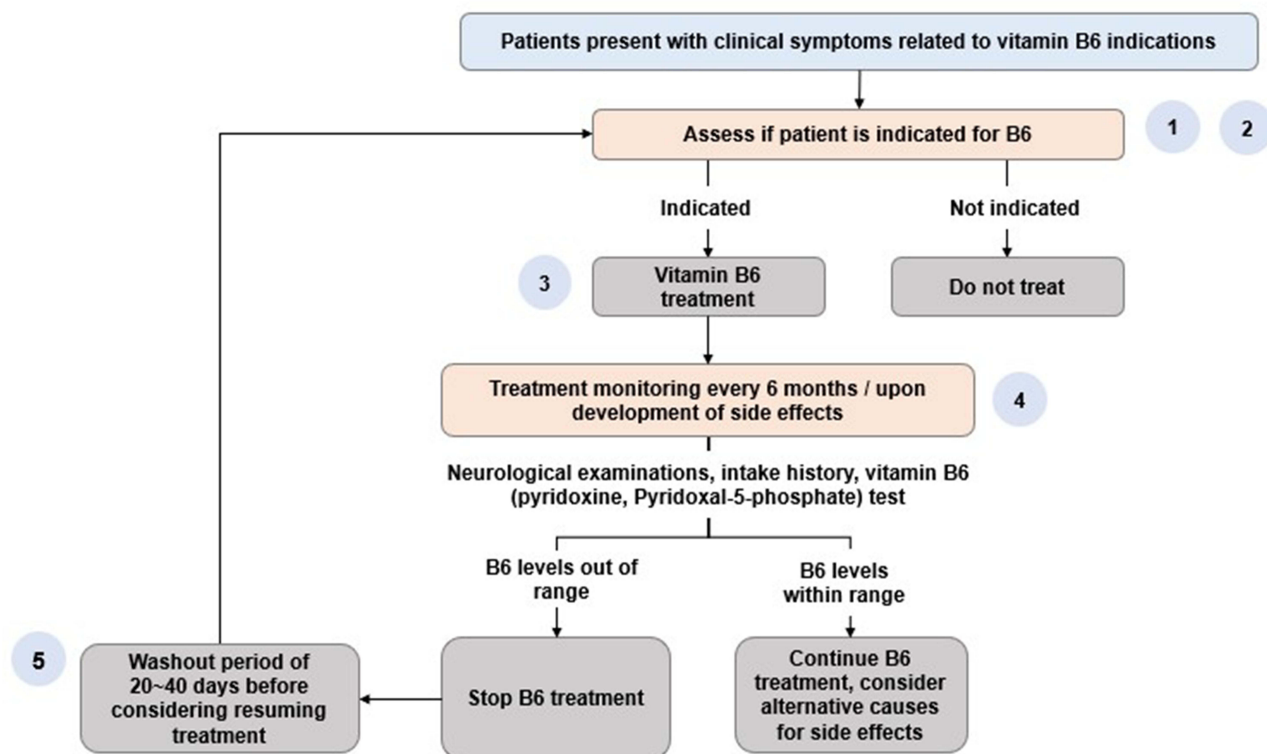 Patients present with clinical symptoms related to vitamin B6 indications
Assess if patient is indicated for B6
1
2
Indicated
Not indicated
3
Vitamin B6
treatment
Do not treat
Treatment monitoring every 6 months / upon
development of side effects
4
Neurological examinations, intake history, vitamin B6
(pyridoxine, Pyridoxal-5-phosphate) test
B6 levels out of
range
B6 levels
within range
5
Washout period of
20~40 days before
considering resuming
treatment
Stop B6 treatment
Continue B6
treatment, consider
alternative causes
for side effects